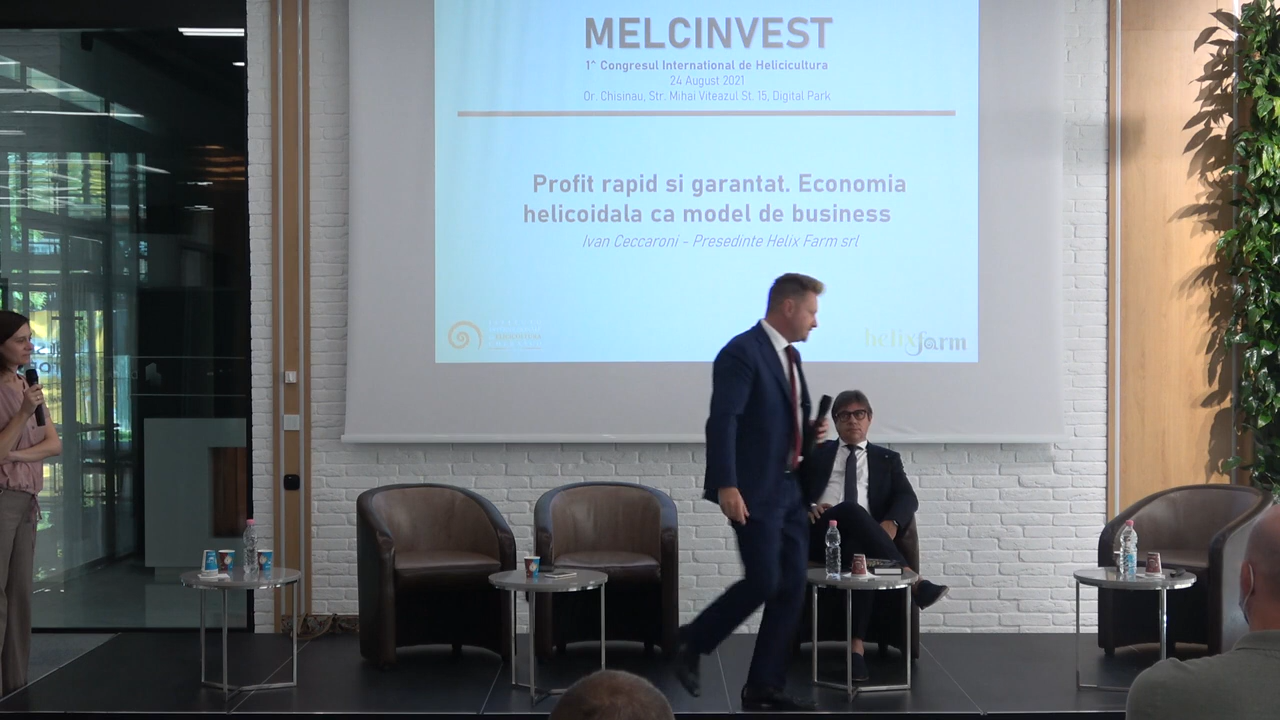 MELCINVEST
1^ Congresul International de Helicicultura
24 August 2021
Or. Chisinau, Str. Mihai Viteazul St. 15, Digital Park
Profit rapid si garantat. Economia
helicoidala ca model de business
Ivan Ceccaroni - Presedinte Helix Farm srl
helixfarm